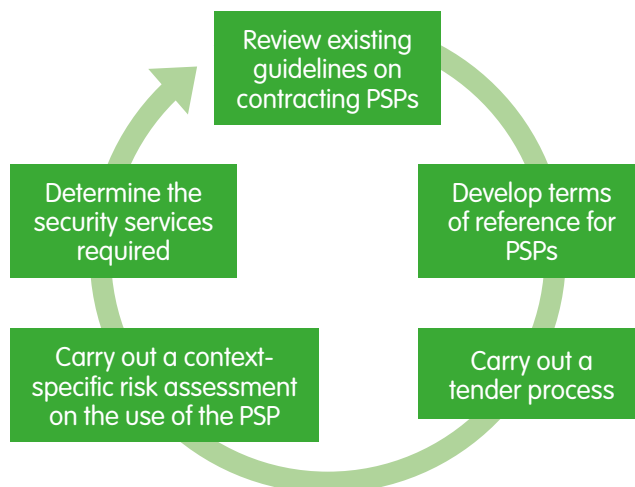 Review existing
guidelines on
contracting PSPs
Determine the
security services
required
Develop terms
of reference for
PSPs
Carry out a context-
specific risk assessment
on the use of the PSP
Carry out a
tender process